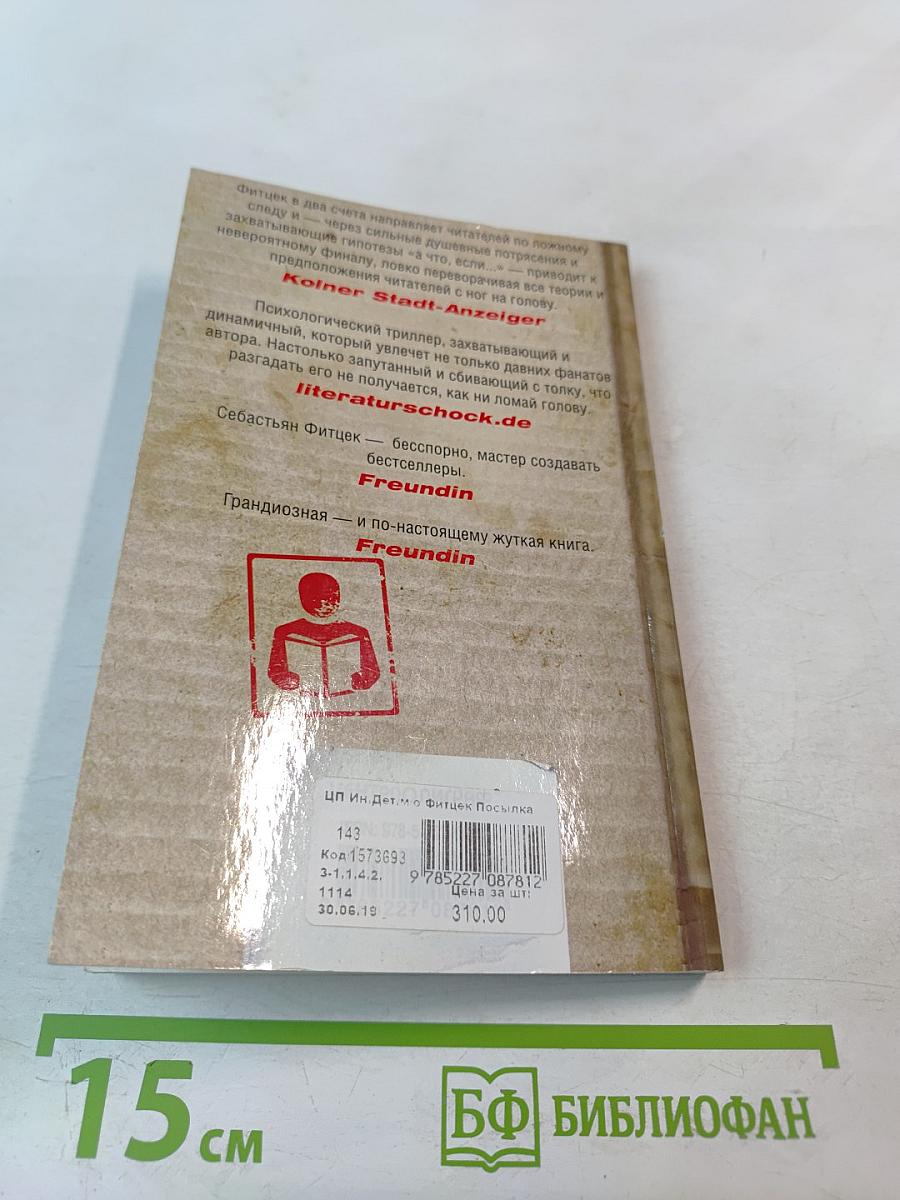 Фитцек в два счета направляет читателей по ложному
следу и — через сильные душевные потрясения и
захватывающие гипотезы «а что, если...» — приводит к
невероятному финалу, ловко переворачивая все теории и
предположения читателей с ног на голову.
Kolner Stadt-Anzeiger
Психологический триллер, захватывающий и
динамичный, который увлечет не только давних фанатов
автора. Настолько запутанный и сбивающий с толку, что
разгадать его не получается, как ни ломай голову.
literaturschock.de
Себастьян Фитцек — бесспорно, мастер создавать
бестселлеры.
Freundin
Грандиозная — и по-настоящему жуткая книга.
Freundin
ЦП Ин.Дет.м о Фитцек Посылка
143
Код 1573693
3-1.1.4.2.
9 785227 087812
1114
Цена за шт:
30.06.19
310.00
15 см
БФ БИБЛИОФАН